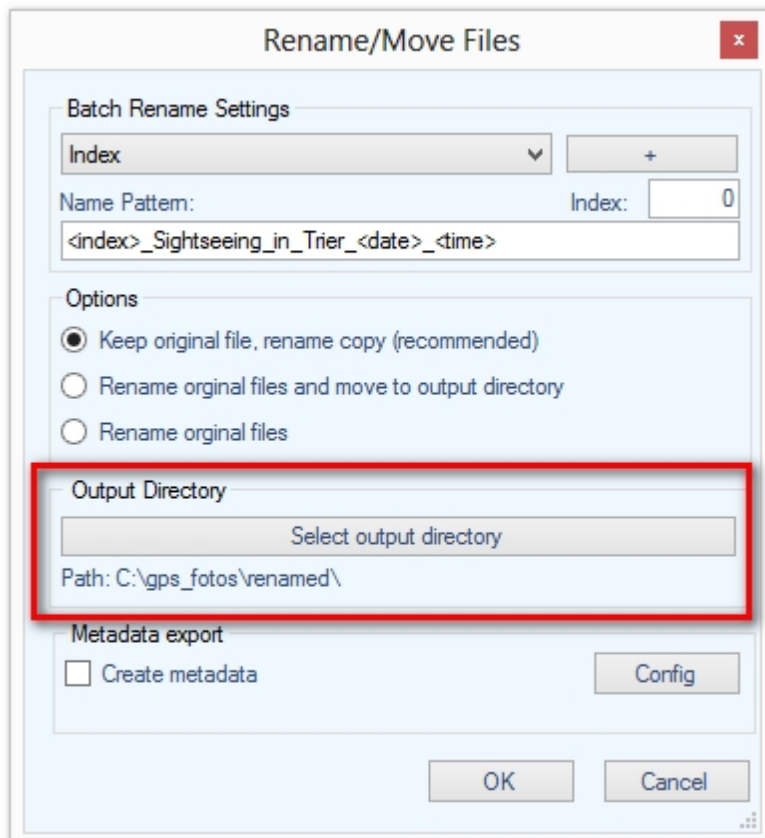 Rename/Move Files
x
Batch Rename Settings
Index
+
Name Pattern:
Index:
0
<index>_Sightseeing_in_Trier_<date>_<time>
Options
Keep original file, rename copy (recommended)
Rename orginal files and move to output directory
Rename orginal files
Output Directory
Select output directory
Path: C:\gps_fotos\renamed\
Metadata export
Create metadata
Config
OK
Cancel